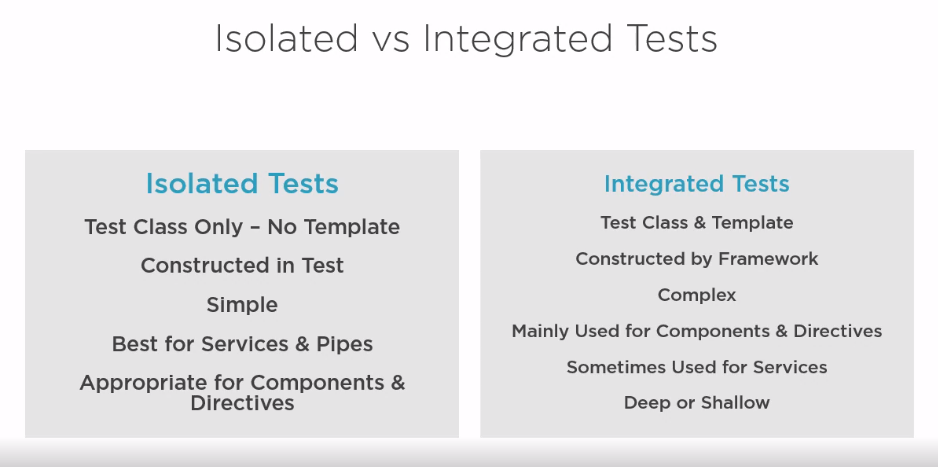 Isolated vs Integrated Tests
Isolated Tests
Test Class Only – No Template
Constructed in Test
Simple
Best for Services & Pipes
Appropriate for Components &
Directives
Integrated Tests
Test Class & Template
Constructed by Framework
Complex
Mainly Used for Components & Directives
Sometimes Used for Services
Deep or Shallow